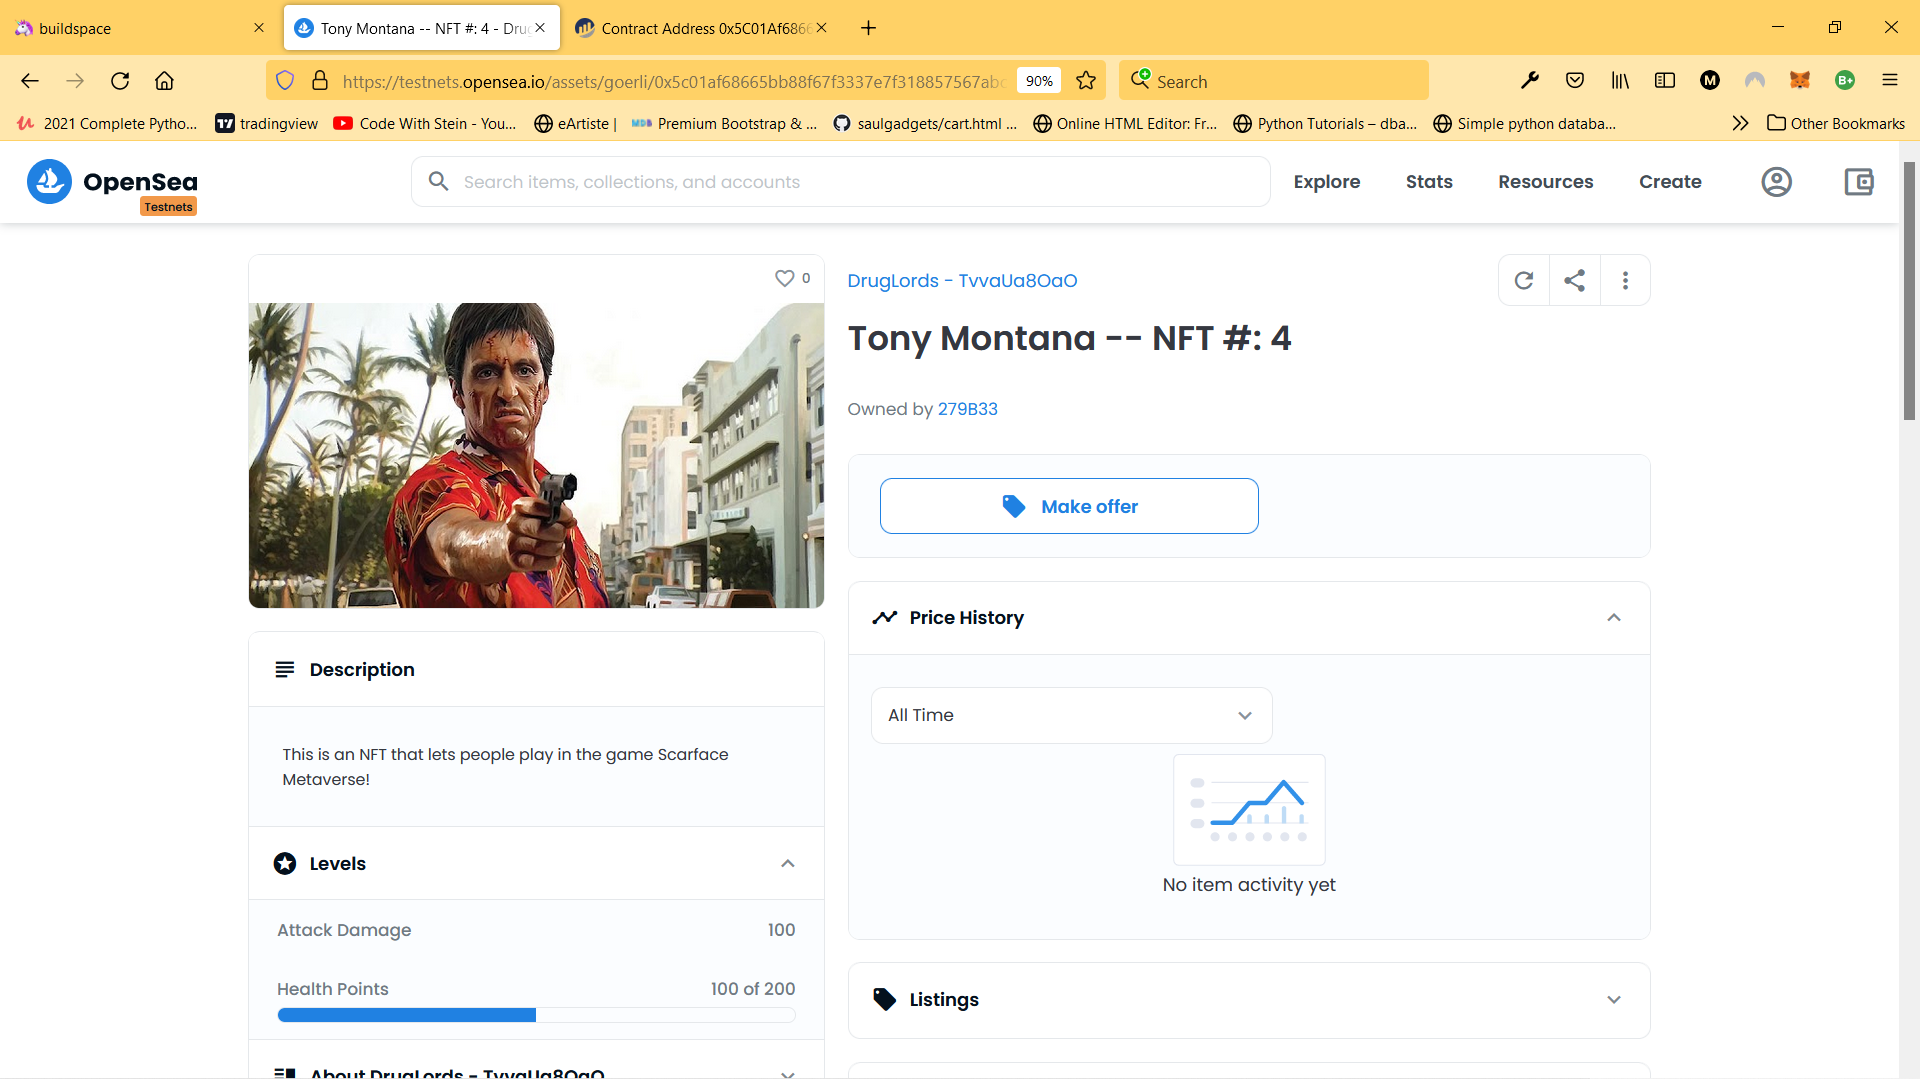 buildspace
Tony Montana -- NFT #: 4 - Dru
Contract Address 0x5C01Af686
https://testnets.opensea.io/assets/goerli/0x5c01af68665bb88f67f3337e7f318857567abc
90%
Search
2021 Complete Pytho...
tradingview
Code With Stein - You...
eArtiste |
Premium Bootstrap & ...
saulgadgets/cart.html ...
Online HTML Editor: Fr...
Python Tutorials – dba...
Simple python databa...
Other Bookmarks
OpenSea
Testnets
Search items, collections, and accounts
Explore
Stats
Resources
Create
0
DrugLords - TvvaUa8OaO
Tony Montana -- NFT #: 4
Owned by 279B33
Make offer
Price History
All Time
No item activity yet
Listings
Description
This is an NFT that lets people play in the game Scarface
Metaverse!
Levels
Attack Damage 100
Health Points 100 of 200
About DrugLords - TvvaUa8OaO